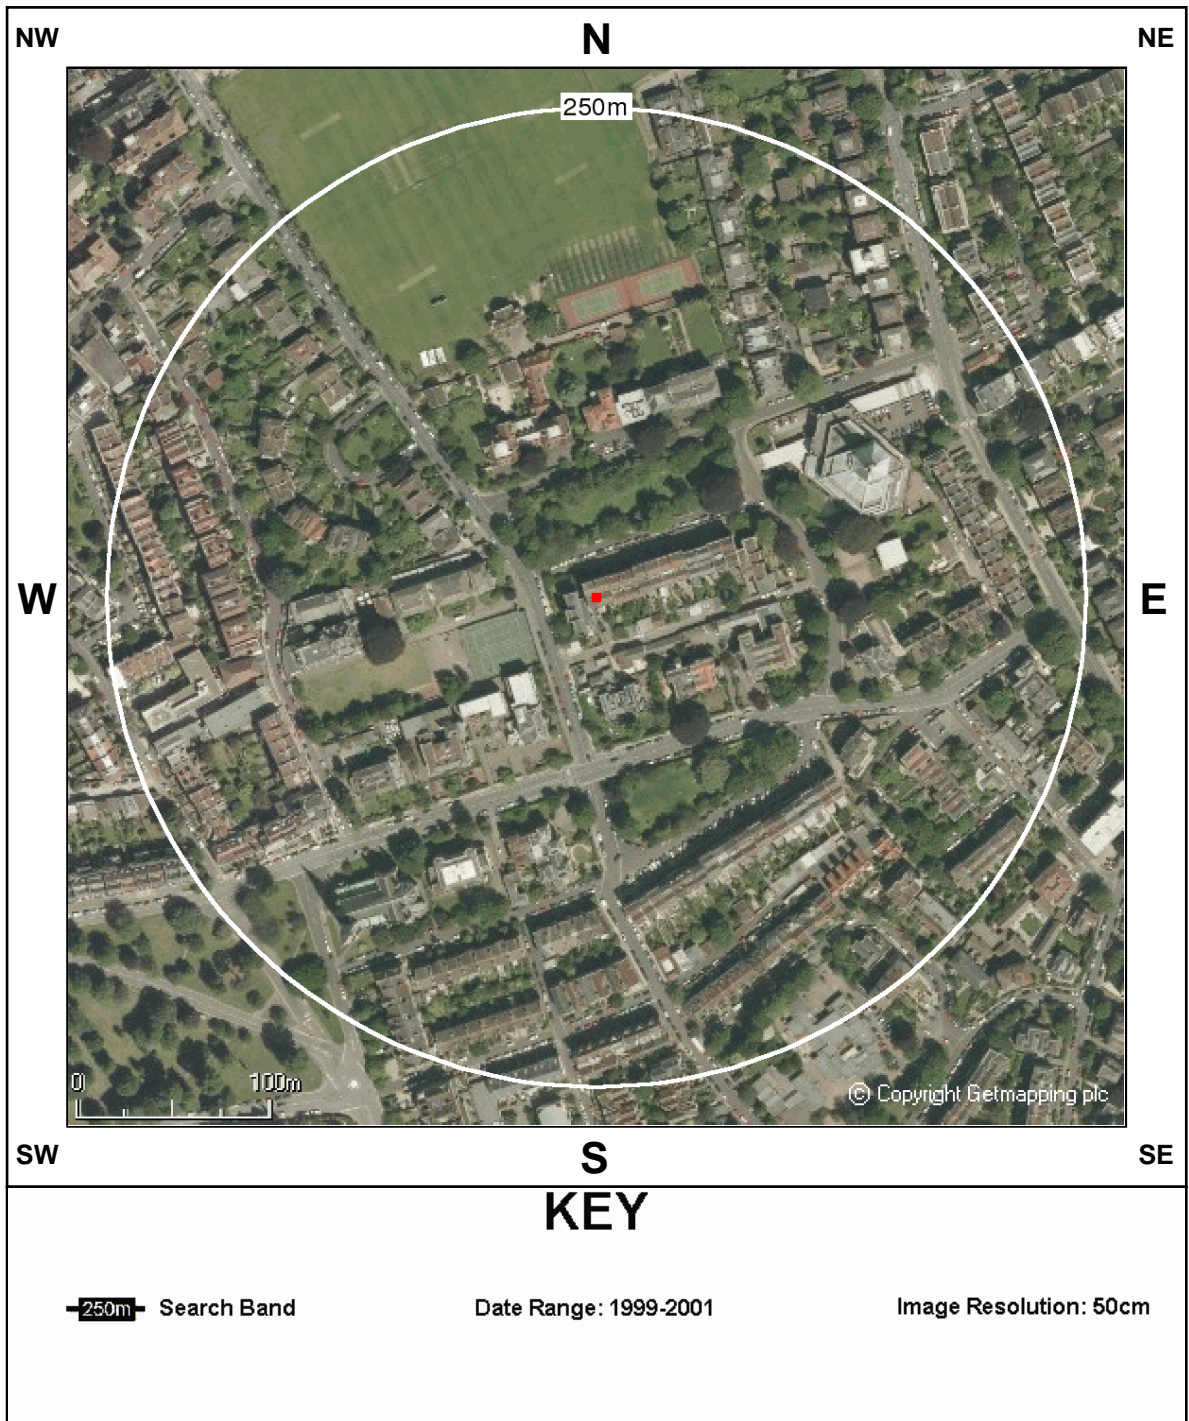 NW N NE
250m
W E
0 100m
© Copyright Getmapping plc
SW S SE
KEY
250m Search Band Date Range: 1999-2001 Image Resolution: 50cm